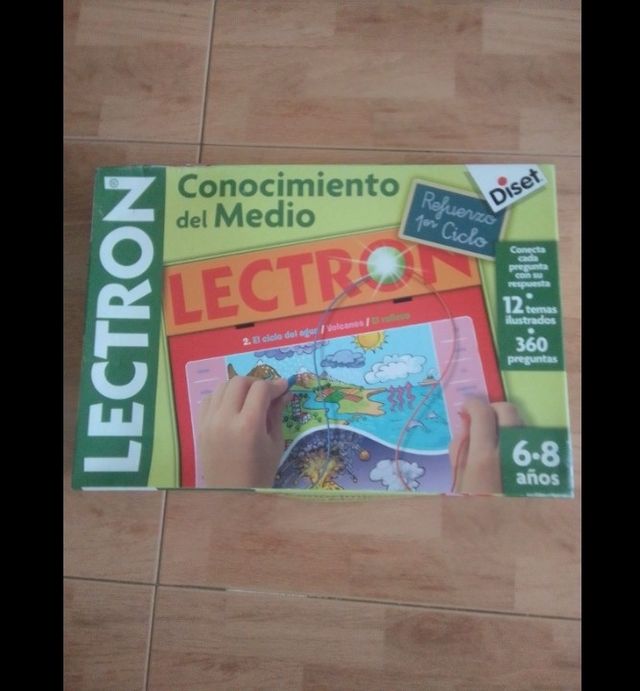 LECTRON®
Conocimiento
del Medio
Diset
Refuerzo
1er Ciclo
Conecta
cada
pregunta
con su
respuesta
12 temas
ilustrados
360
preguntas
6-8
años
LECTRON
2. El ciclo del agua / Volcanes / El relieve